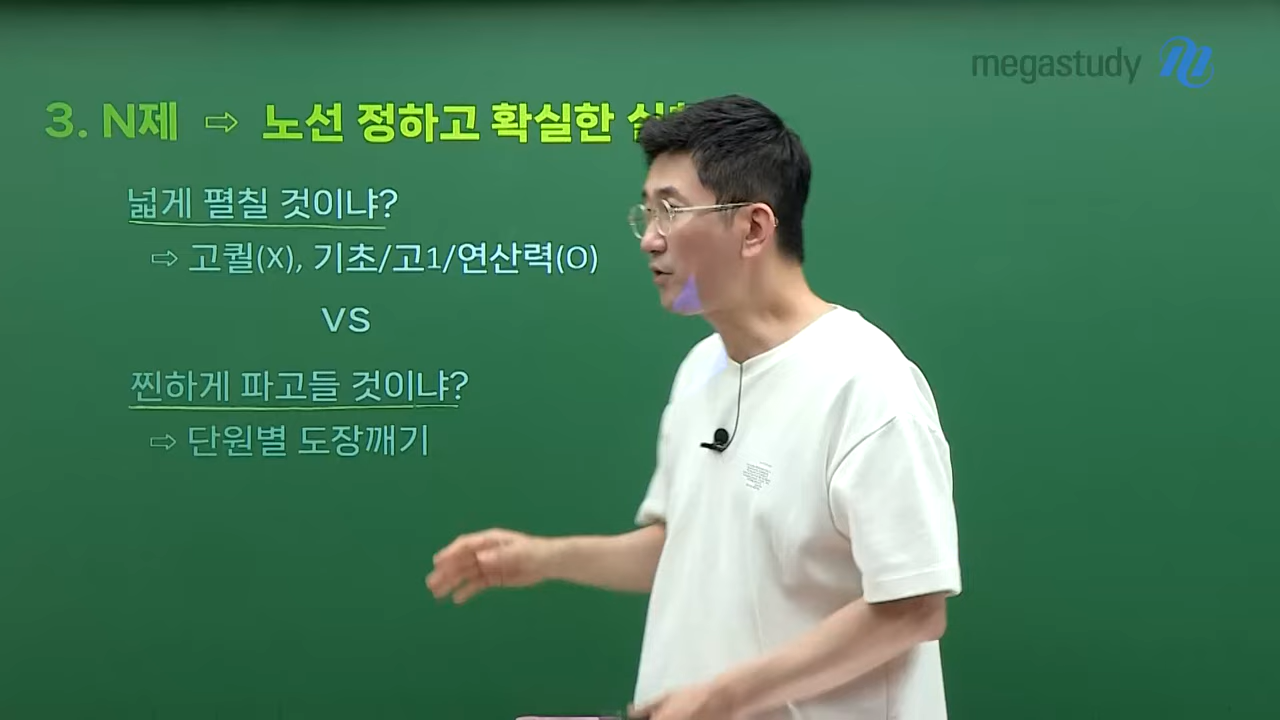 megastudy
3. N제 ⇨ 노선 정하고 확실한
넓게 펼칠 것이냐?
⇨ 고퀄(X), 기초/고1/연산력(O)
VS
찐하게 파고들 것이냐?
⇨ 단원별 도장깨기